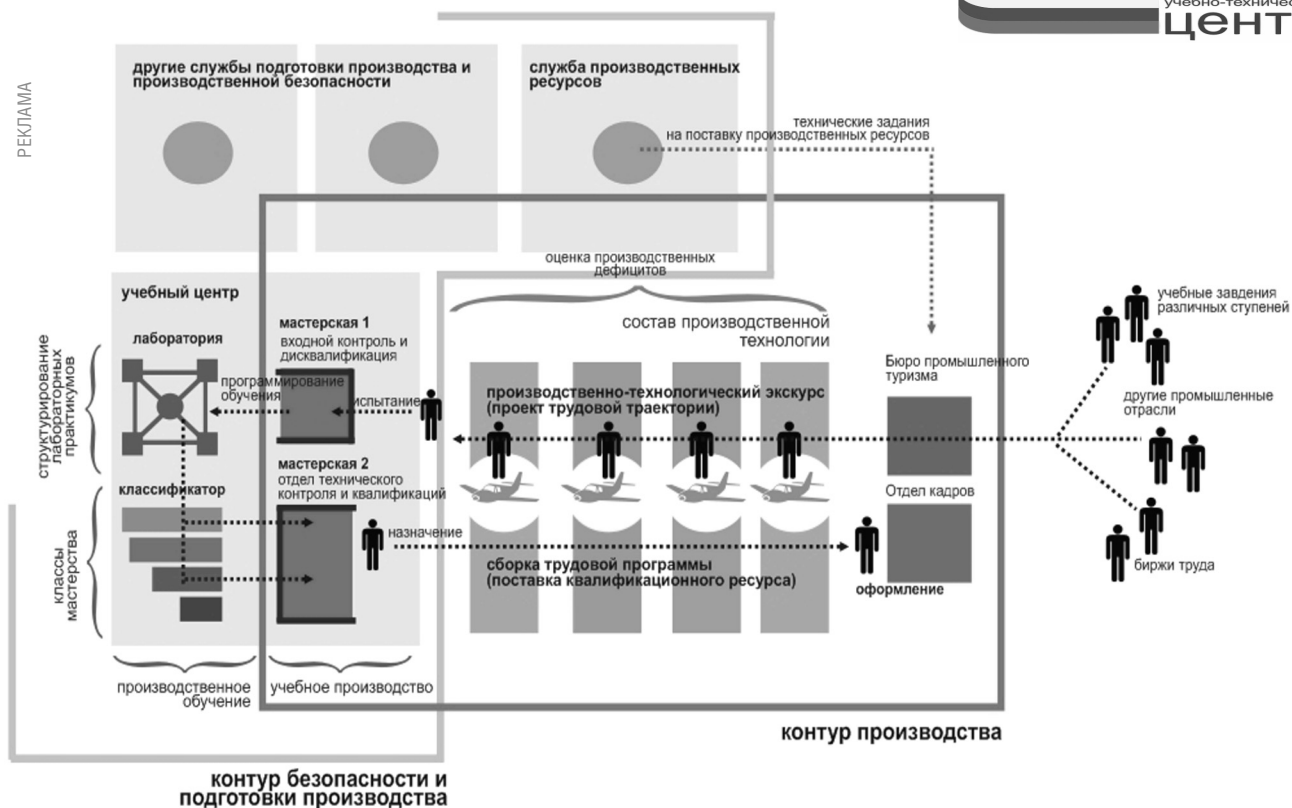 учебно-техничес
цент
РЕКЛАМА
другие службы подготовки производства и
производственной безопасности
служба производственных
ресурсов
технические задания
на поставку производственных ресурсов
оценка производственных
дефицитов
учебный центр
лаборатория
структурирование
лабораторных
практикумов
программирование
обучения
мастерская 1
входной контроль и
дисквалификация
испытание
состав производственной
технологии
производственно-технологический экскурс
(проект трудовой траектории)
Бюро промышленного
туризма
учебные завдения
различных ступеней
другие промышленные
отрасли
биржи труда
классификатор
классы
мастерства
мастерская 2
отдел технического
контроля и квалификаций
назначение
сборка трудовой программы
(поставка квалификационного ресурса)
Отдел кадров
оформление
производственное
обучение
учебное производство
контур производства
контур безопасности и
подготовки производства